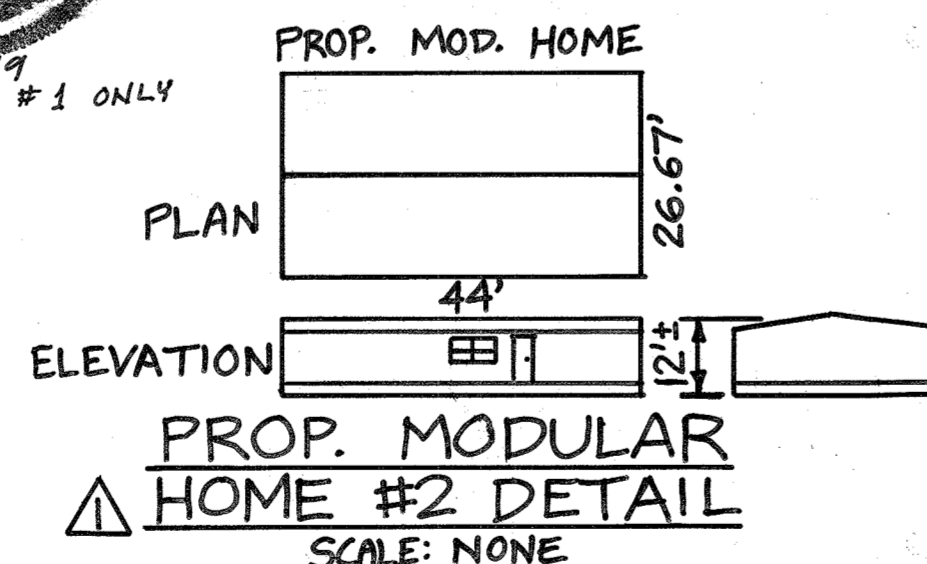 PROP. MOD. HOME
9
#1 ONLY
26.67'
PLAN
44'
ELEVATION
12'±
PROP. MODULAR
1 HOME #2 DETAIL
SCALE: NONE